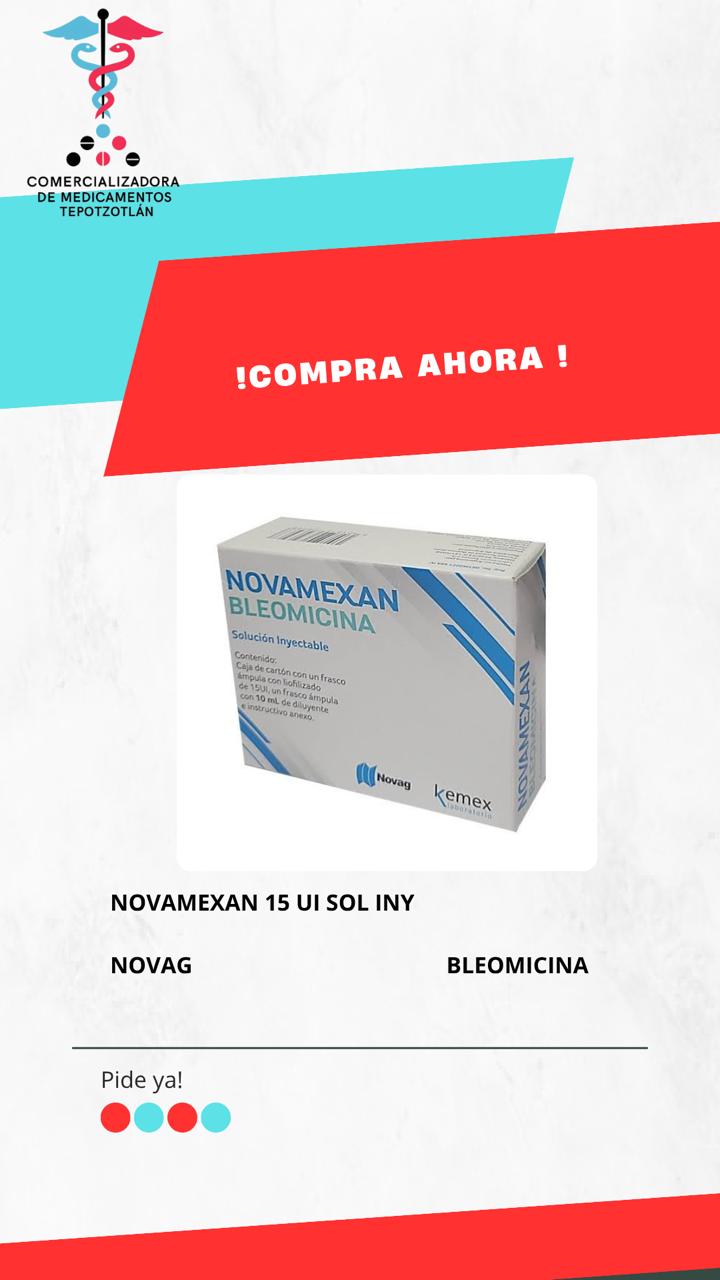 COMERCIALIZADORA
DE MEDICAMENTOS
TEPOTZOTLÁN
!COMPRA AHORA !
NOVAMEXAN
BLEOMICINA
Solución Inyectable
Contenido:
Caja de cartón con un frasco
ámpula con liofilizado
de 15UI, un frasco ámpula
con 10 mL de diluyente
e instructivo anexo.
Novag
Kemex
laboratorio
NOVAMEXAN
BLEOMICINA
NOVAMEXAN 15 UI SOL INY
NOVAG BLEOMICINA
Pide ya!